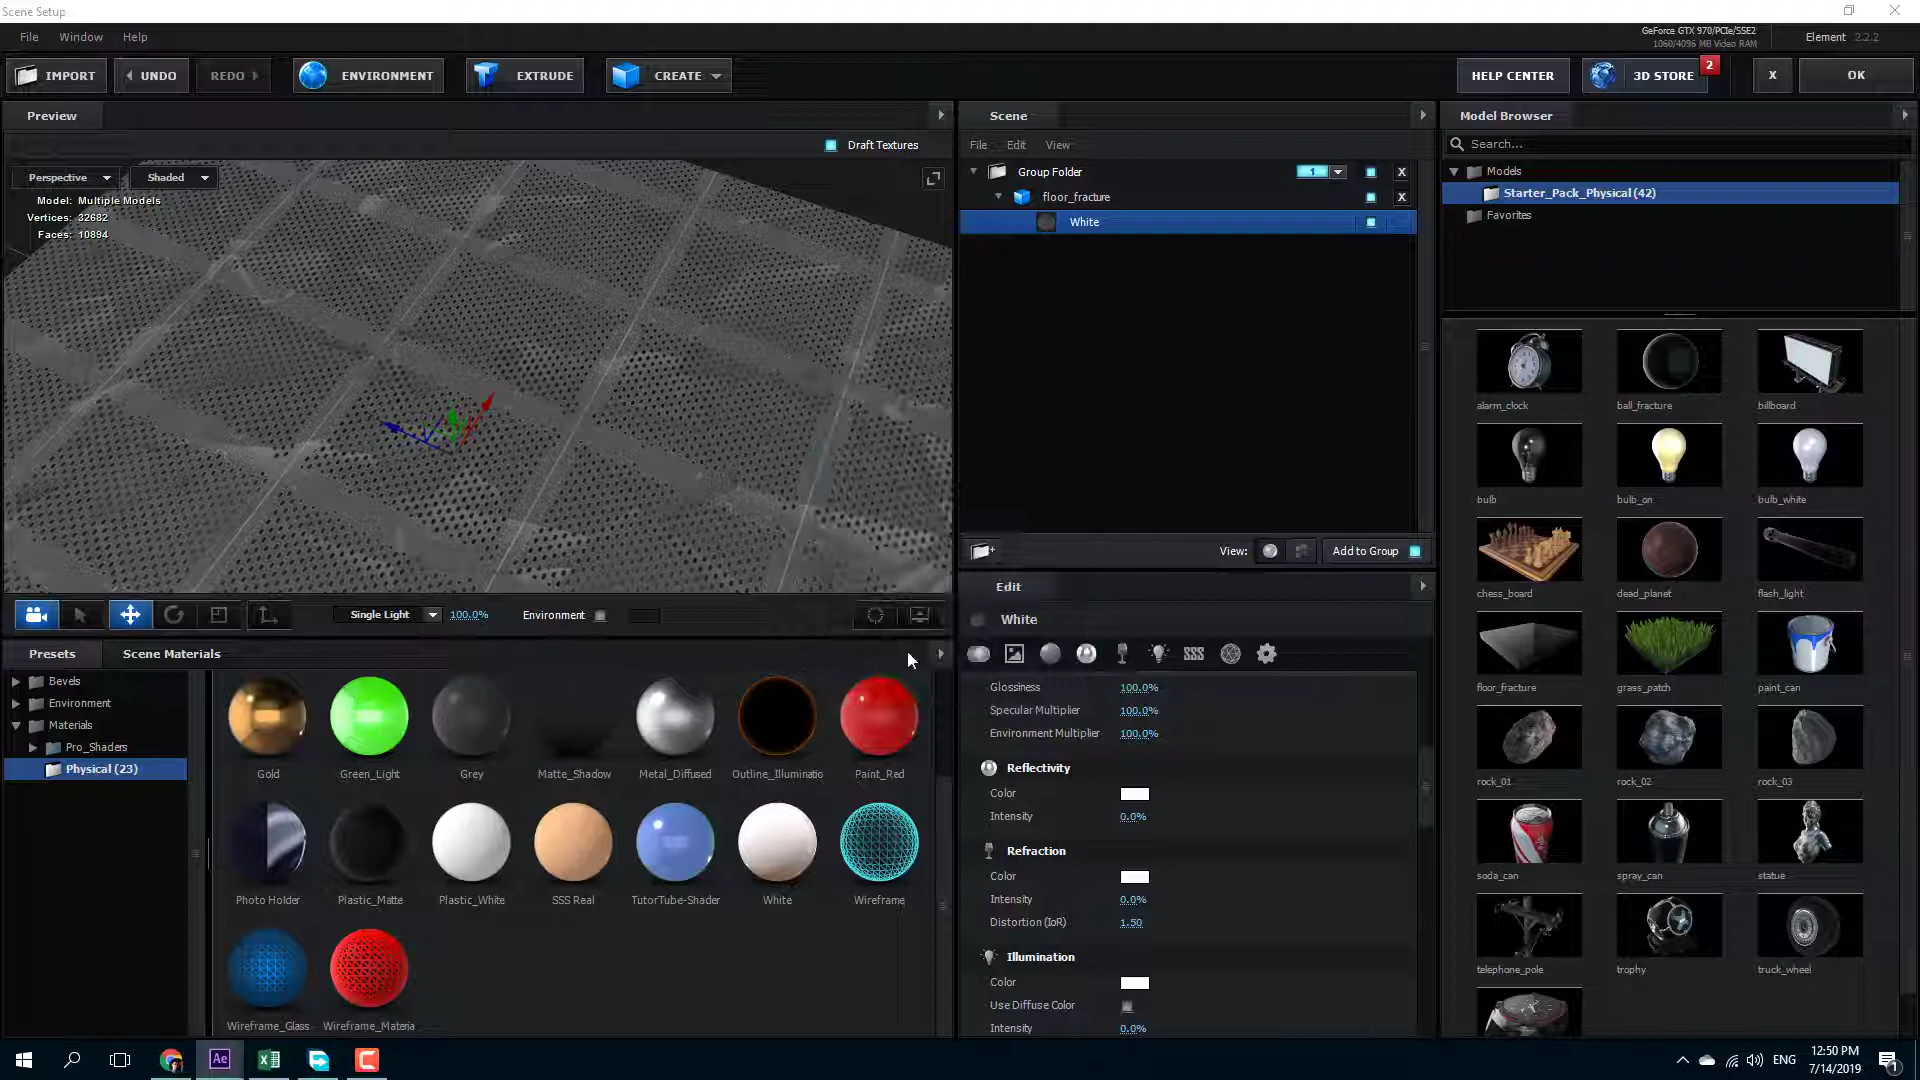 Scene Setup
File Window Help
GeForce GTX 970/PCIe/SSE2
1060/4096 MB Video RAM
Element 2.2.2
IMPORT UNDO REDO ENVIRONMENT EXTRUDE CREATE HELP CENTER 3D STORE 2 X OK
Preview
Draft Textures
Perspective Shaded
Model: Multiple Models
Vertices: 32682
Faces: 10894
Single Light 100.0% Environment
Scene
File Edit View
Group Folder 1 X
floor_fracture X
White
View: Add to Group
Model Browser
Search...
Models
Starter_Pack_Physical (42)
Favorites
alarm_clock ball_fracture billboard
bulb bulb_on bulb_white
chess_board dead_planet flash_light
floor_fracture grass_patch paint_can
rock_01 rock_02 rock_03
soda_can spray_can statue
telephone_pole trophy truck_wheel
Presets Scene Materials
Bevels
Environment
Materials
Pro_Shaders
Physical (23)
Gold Green_Light Grey Matte_Shadow Metal_Diffused Outline_Illuminatio Paint_Red
Photo Holder Plastic_Matte Plastic_White SSS Real TutorTube-Shader White Wireframe
Wireframe_Glass Wireframe_Materia
Edit
White
Glossiness 100.0%
Specular Multiplier 100.0%
Environment Multiplier 100.0%
Reflectivity
Color
Intensity 0.0%
Refraction
Color
Intensity 0.0%
Distortion (IoR) 1.50
Illumination
Color
Use Diffuse Color
Intensity 0.0%
Ae
ENG
12:50 PM
7/14/2019
1